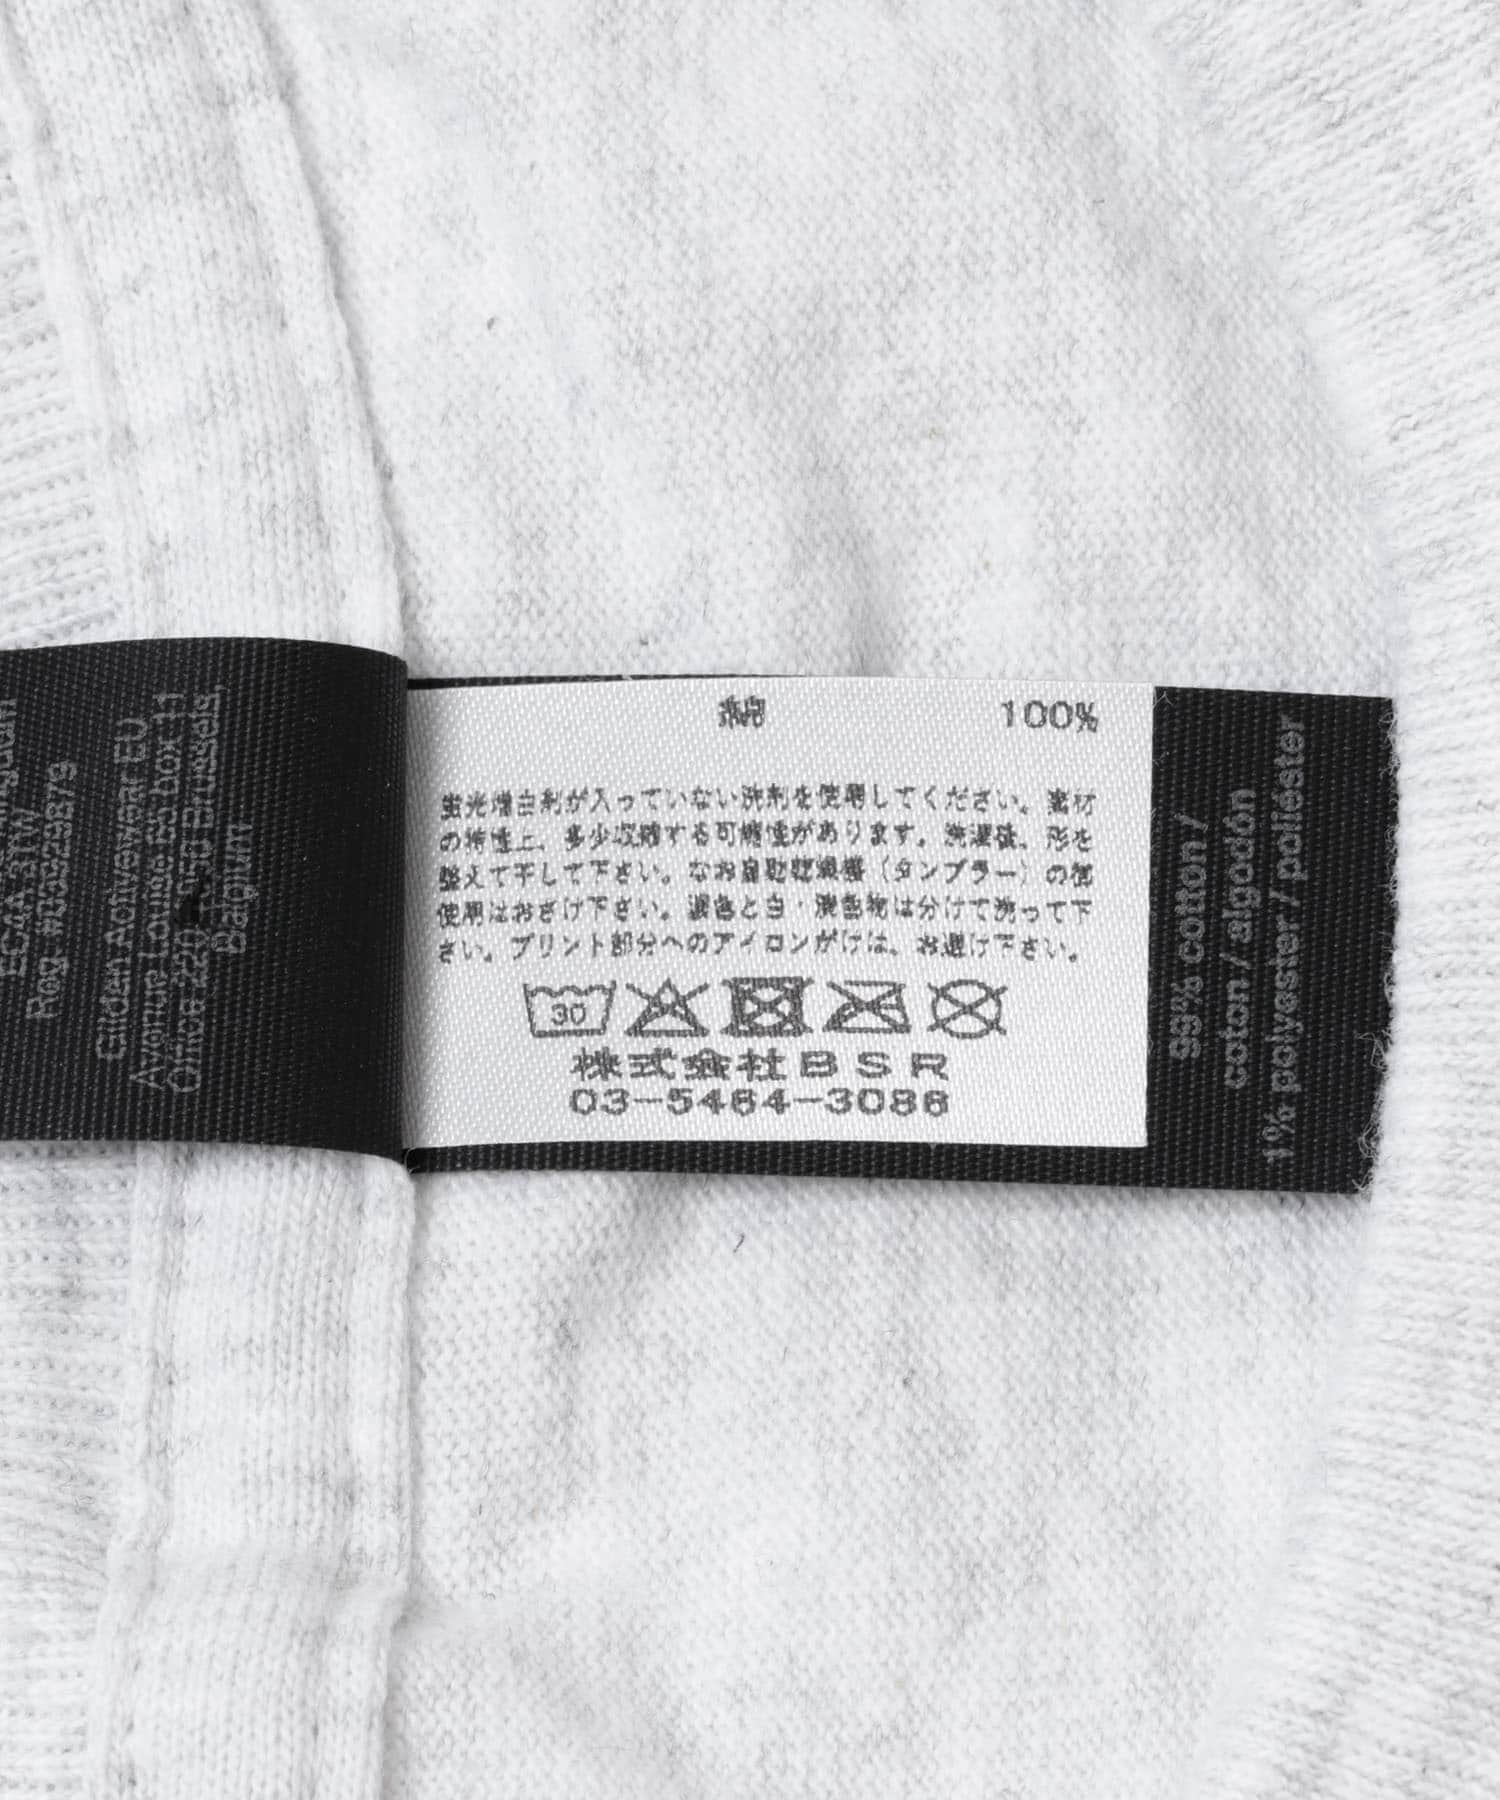 綿 100%
蛍光増白剤が入っていない洗剤を使用してください。素材
の特性上、多少収縮する可能性があります。洗濯後、形を
整えて干して下さい。なお自動乾燥機（タンブラー）の御
使用はおさけ下さい。濃色と白・淡色物は分けて洗って下
さい。プリント部分へのアイロンがけは、お避け下さい。
30
株式会社BSR
03-5464-3086
99% cotton /
coton / algodón
1% polyester / poliéster
EC4A 3TW
Gildan Activewear EU
Avenue Louise 65 box 11
Office 220
Brussels,
Belgium